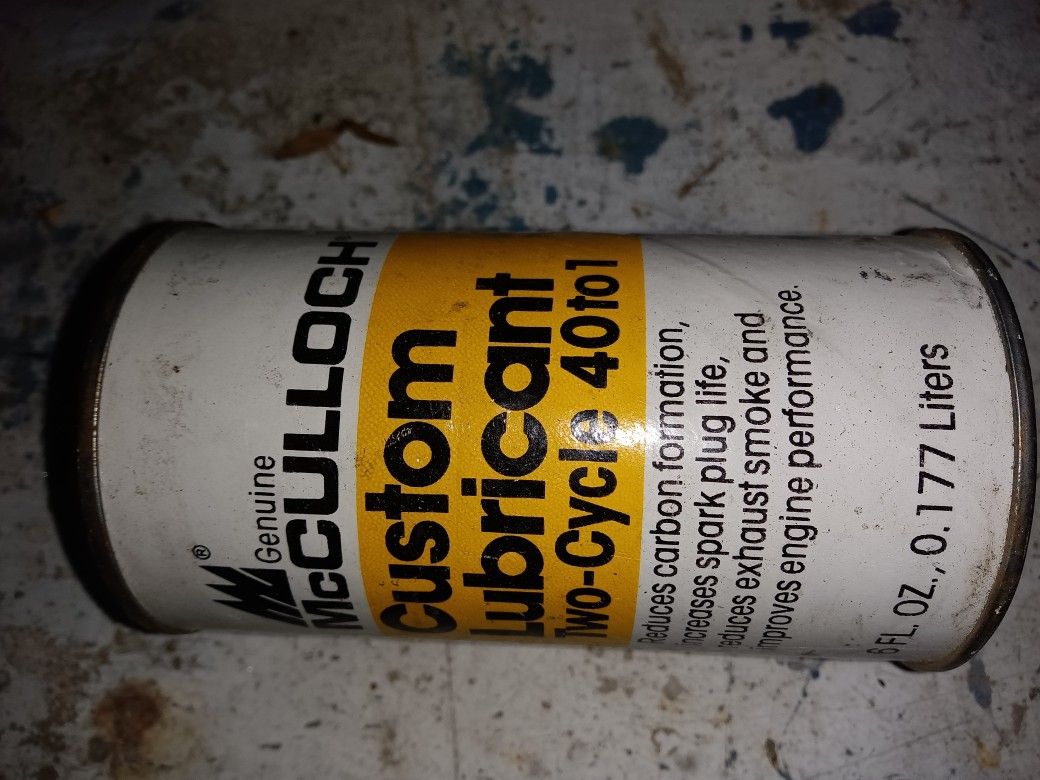 ®
Genuine
McCULLOCH
Custom
Lubricant
Two-Cycle 40to1
Reduces carbon formation,
increases spark plug life,
reduces exhaust smoke and
improves engine performance.
6 FL. OZ., 0.177 Liters